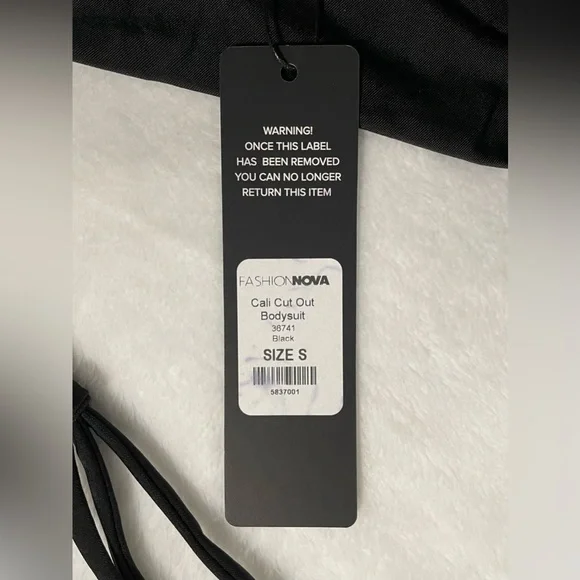 WARNING!
ONCE THIS LABEL
HAS BEEN REMOVED
YOU CAN NO LONGER
RETURN THIS ITEM
FASHIONNOVA
Cali Cut Out
Bodysuit
36741
Black
SIZE S
5837001